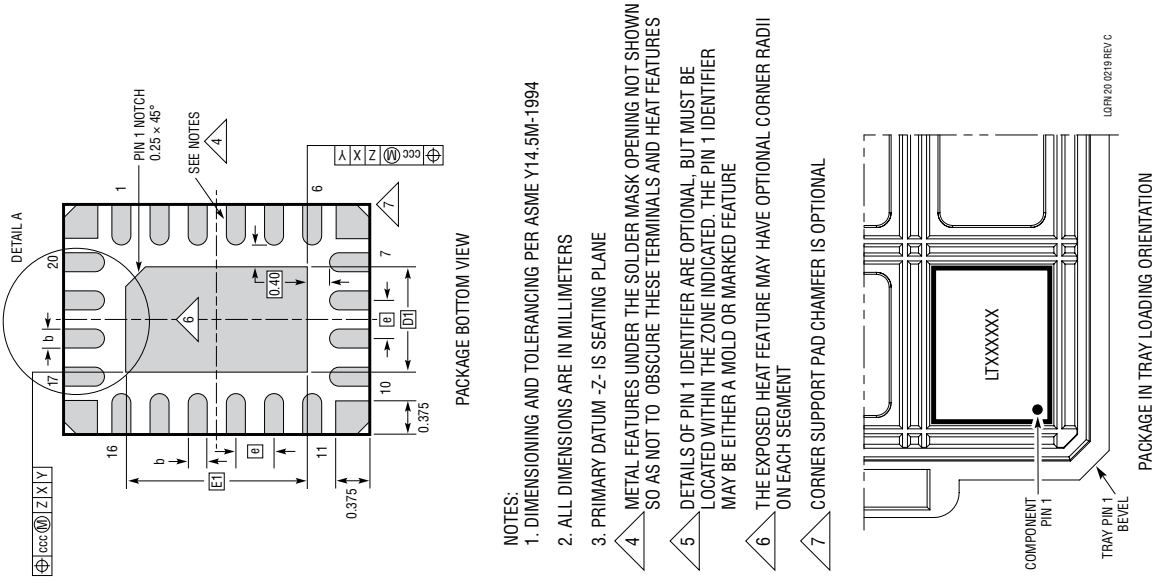 DETAIL A
⌖ ccc Ⓜ Z X Y
17
b
20
PIN 1 NOTCH
0.25 × 45°
16
1
SEE NOTES
4
b
E1
e
6
11
6
0.40
⌖ ccc Ⓜ Z X Y
0.375
10
7
7
0.375
e
D1
PACKAGE BOTTOM VIEW
NOTES:
1. DIMENSIONING AND TOLERANCING PER ASME Y14.5M-1994
2. ALL DIMENSIONS ARE IN MILLIMETERS
3. PRIMARY DATUM -Z- IS SEATING PLANE
4 METAL FEATURES UNDER THE SOLDER MASK OPENING NOT SHOWN
SO AS NOT TO OBSCURE THESE TERMINALS AND HEAT FEATURES
5 DETAILS OF PIN 1 IDENTIFIER ARE OPTIONAL, BUT MUST BE
LOCATED WITHIN THE ZONE INDICATED. THE PIN 1 IDENTIFIER
MAY BE EITHER A MOLD OR MARKED FEATURE
6 THE EXPOSED HEAT FEATURE MAY HAVE OPTIONAL CORNER RADII
ON EACH SEGMENT
7 CORNER SUPPORT PAD CHAMFER IS OPTIONAL
LTXXXXXX
COMPONENT
PIN 1
TRAY PIN 1
BEVEL
PACKAGE IN TRAY LOADING ORIENTATION
LQFN 20 0219 REV C